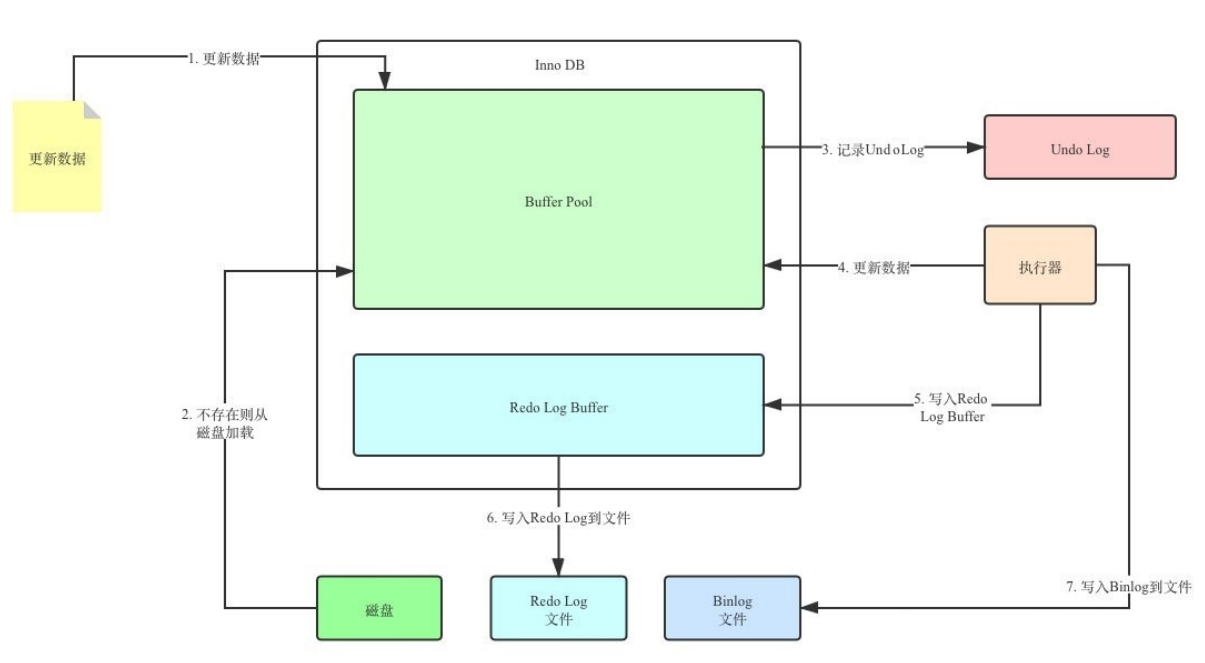 1. 更新数据
Inno DB
更新数据
Buffer Pool
3. 记录UndoLog
Undo Log
4. 更新数据
执行器
2. 不存在则从
磁盘加载
Redo Log Buffer
5. 写入Redo
Log Buffer
6. 写入Redo Log到文件
7. 写入Binlog到文件
磁盘
Redo Log
文件
Binlog
文件